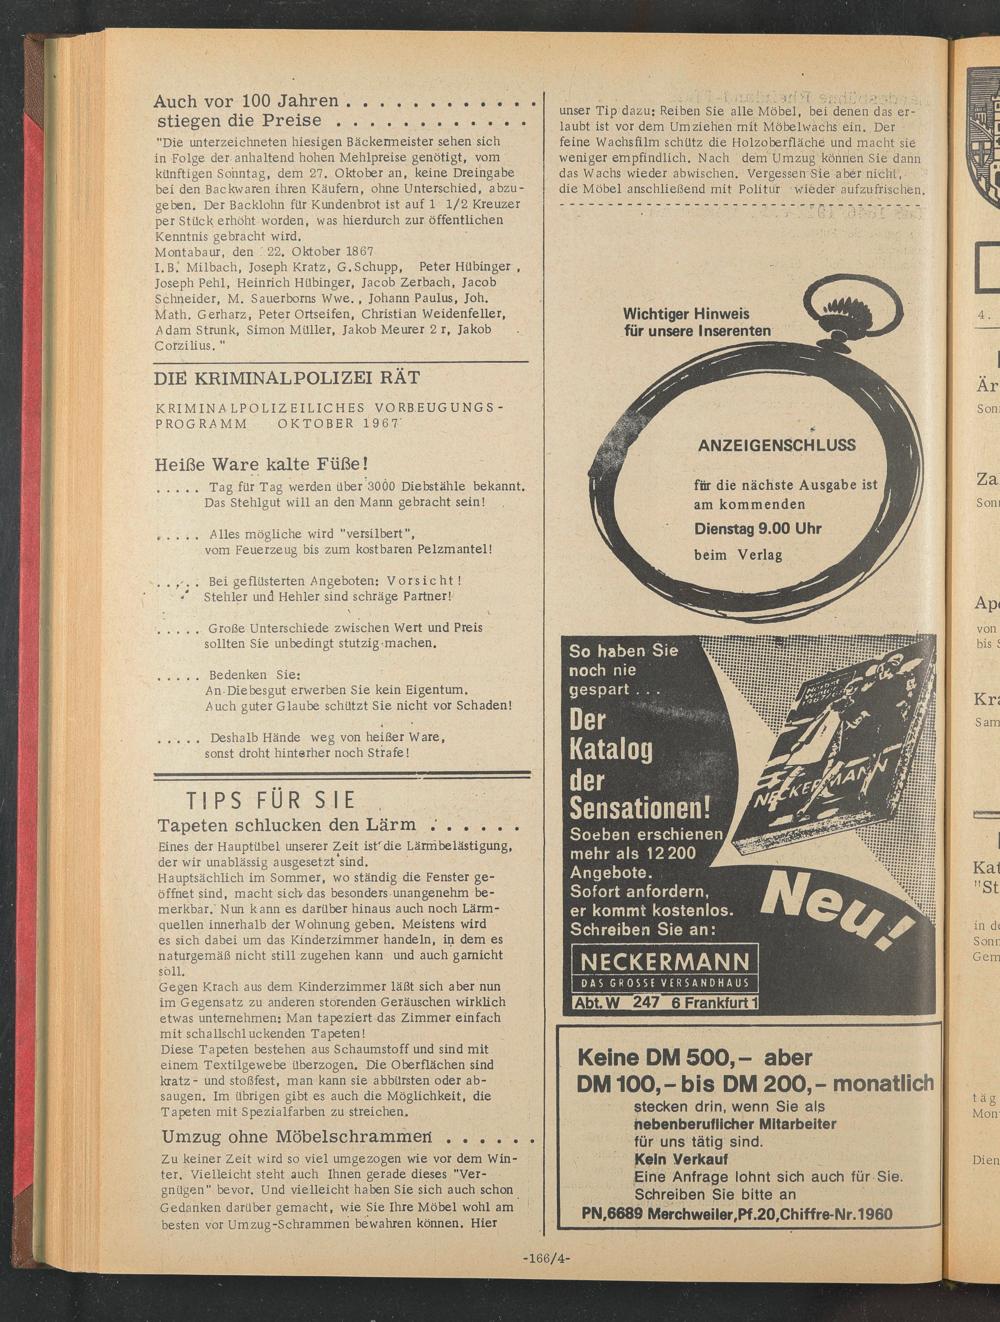 Auch vor 100 Jahren . . . . . . . . . . . .
stiegen die Preise . . . . . . . . . . . .
"Die unterzeichneten hiesigen Bäckermeister sehen sich
in Folge der anhaltend hohen Mehlpreise genötigt, vom
künftigen Sonntag, dem 27. Oktober an, keine Dreingabe
bei den Backwaren ihren Käufern, ohne Unterschied, abzu-
geben. Der Backlohn für Kundenbrot ist auf 1 1/2 Kreuzer
per Stück erhöht worden, was hierdurch zur öffentlichen
Kenntnis gebracht wird.
Montabaur, den 22. Oktober 1867
I.B. Milbach, Joseph Kratz, G.Schupp, Peter Hübinger ,
Joseph Pehl, Heinrich Hübinger, Jacob Zerbach, Jacob
Schneider, M. Sauerborns Wwe., Johann Paulus, Joh.
Math. Gerharz, Peter Ortseifen, Christian Weidenfeller,
Adam Strunk, Simon Müller, Jakob Meurer 2 r, Jakob
Corzilius. "
DIE KRIMINALPOLIZEI RÄT
KRIMINALPOLIZEILICHES VORBEUGUNGS-
PROGRAMM OKTOBER 1967
Heiße Ware kalte Füße!
. . . . . Tag für Tag werden über 3000 Diebstähle bekannt.
Das Stehlgut will an den Mann gebracht sein!
. . . . . Alles mögliche wird "versilbert",
vom Feuerzeug bis zum kostbaren Pelzmantel!
. . . . . Bei geflüsterten Angeboten: Vorsicht!
Stehler und Hehler sind schräge Partner!
. . . . . Große Unterschiede zwischen Wert und Preis
sollten Sie unbedingt stutzig machen.
. . . . . Bedenken Sie:
An Diebesgut erwerben Sie kein Eigentum.
Auch guter Glaube schützt Sie nicht vor Schaden!
. . . . . Deshalb Hände weg von heißer Ware,
sonst droht hinterher noch Strafe!
TIPS FÜR SIE
Tapeten schlucken den Lärm . . . . . .
Eines der Hauptübel unserer Zeit ist die Lärmbelästigung,
der wir unablässig ausgesetzt sind.
Hauptsächlich im Sommer, wo ständig die Fenster ge-
öffnet sind, macht sich das besonders unangenehm be-
merkbar. Nun kann es darüber hinaus auch noch Lärm-
quellen innerhalb der Wohnung geben. Meistens wird
es sich dabei um das Kinderzimmer handeln, in dem es
naturgemäß nicht still zugehen kann und auch garnicht
soll.
Gegen Krach aus dem Kinderzimmer läßt sich aber nun
im Gegensatz zu anderen störenden Geräuschen wirklich
etwas unternehmen: Man tapeziert das Zimmer einfach
mit schallschluckenden Tapeten!
Diese Tapeten bestehen aus Schaumstoff und sind mit
einem Textilgewebe überzogen. Die Oberflächen sind
kratz- und stoßfest, man kann sie abbürsten oder ab-
saugen. Im übrigen gibt es auch die Möglichkeit, die
Tapeten mit Spezialfarben zu streichen.
Umzug ohne Möbelschrammen . . . . . .
Zu keiner Zeit wird so viel umgezogen wie vor dem Win-
ter. Vielleicht steht auch Ihnen gerade dieses "Ver-
gnügen" bevor. Und vielleicht haben Sie sich auch schon
Gedanken darüber gemacht, wie Sie Ihre Möbel wohl am
besten vor Umzug-Schrammen bewahren können. Hier
unser Tip dazu: Reiben Sie alle Möbel, bei denen das er-
laubt ist vor dem Umziehen mit Möbelwachs ein. Der
feine Wachsfilm schütz die Holzoberfläche und macht sie
weniger empfindlich. Nach dem Umzug können Sie dann
das Wachs wieder abwischen. Vergessen Sie aber nicht,
die Möbel anschließend mit Politur wieder aufzufrischen.
Wichtiger Hinweis
für unsere Inserenten
ANZEIGENSCHLUSS
für die nächste Ausgabe ist
am kommenden
Dienstag 9.00 Uhr
beim Verlag
So haben Sie
noch nie
gespart . . .
Der
Katalog
der
Sensationen!
Soeben erschienen
mehr als 12 200
Angebote.
Sofort anfordern,
er kommt kostenlos.
Schreiben Sie an:
NECKERMANN
Neu!
NECKERMANN
DAS GROSSE VERSANDHAUS
Abt. W 247 6 Frankfurt 1
Keine DM 500,– aber
DM 100,– bis DM 200,– monatlich
stecken drin, wenn Sie als
nebenberuflicher Mitarbeiter
für uns tätig sind.
Kein Verkauf
Eine Anfrage lohnt sich auch für Sie.
Schreiben Sie bitte an
PN,6689 Merchweiler,Pf.20,Chiffre-Nr.1960
-166/4-
4.
Är
Son
Za
Son
Ap
von
bis
Kr
Sam
Kat
"St
in d
Sonn
Gem
täg
Mon
Dien